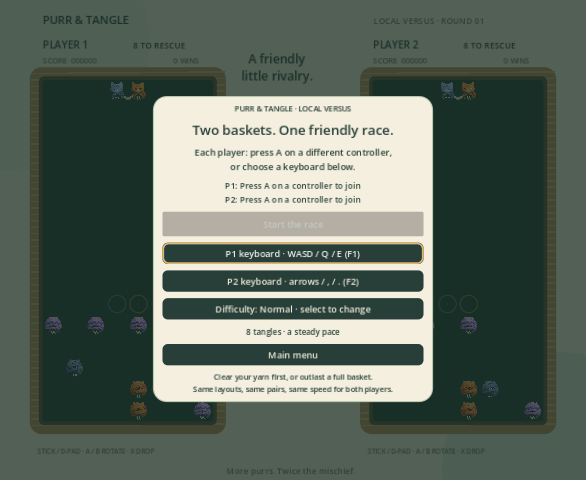 PURR & TANGLE
LOCAL VERSUS · ROUND 01
PLAYER 1
8 TO RESCUE
SCORE 000000
0 WINS
A friendly
little rivalry.
PLAYER 2
8 TO RESCUE
SCORE 000000
0 WINS
PURR & TANGLE · LOCAL VERSUS
Two baskets. One friendly race.
Each player: press A on a different controller,
or choose a keyboard below.
P1: Press A on a controller to join
P2: Press A on a controller to join
Start the race
P1 keyboard · WASD / Q / E (F1)
P2 keyboard · arrows / , / . (F2)
Difficulty: Normal · select to change
8 tangles · a steady pace
Main menu
Clear your yarn first, or outlast a full basket.
Same layouts, same pairs, same speed for both players.
STICK / D-PAD · A / B ROTATE · X DROP
STICK / D-PAD · A / B ROTATE · X DROP
More purrs. Twice the mischief.